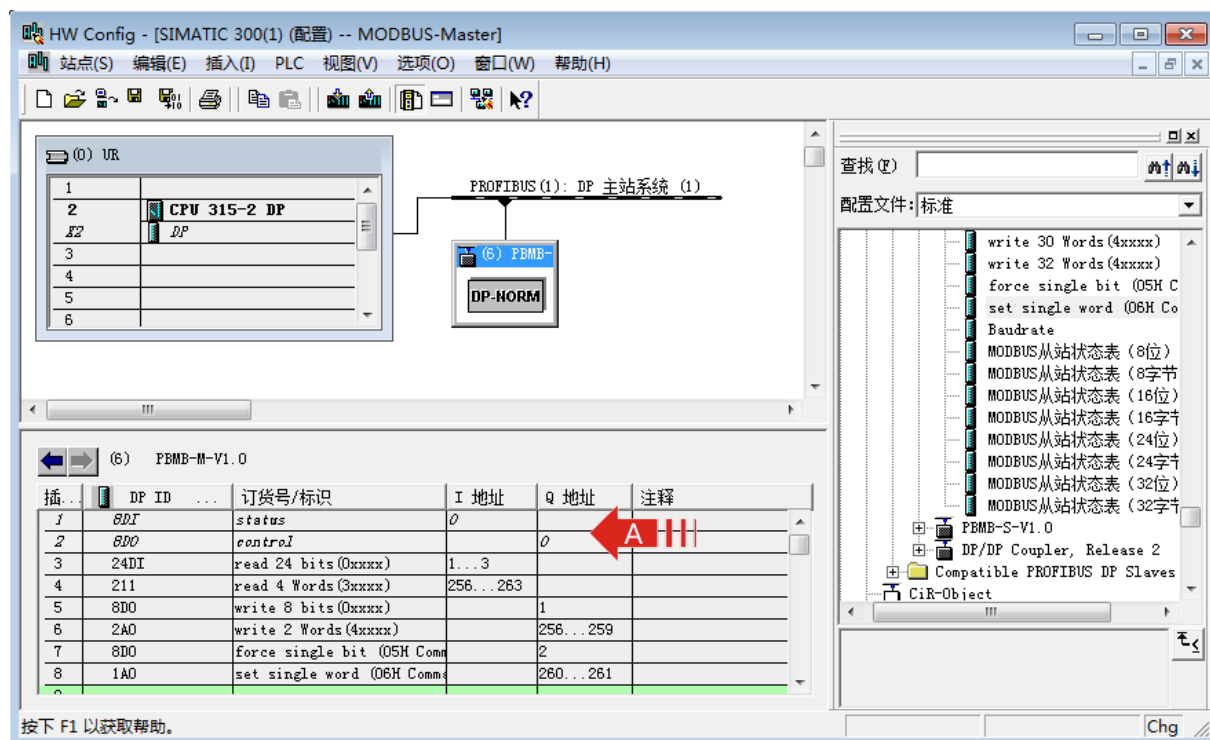 HW Config - [SIMATIC 300(1) (配置) -- MODBUS-Master]
站点(S) 编辑(E) 插入(I) PLC 视图(V) 选项(O) 窗口(W) 帮助(H)
(0) UR
1
2 CPU 315-2 DP
X2 DP
3
4
5
6
PROFIBUS(1): DP 主站系统 (1)
(6) PBMB-
DP-NORM
查找(F)
配置文件: 标准
write 30 Words(4xxxx)
write 32 Words(4xxxx)
force single bit (05H C
set single word (06H Co
Baudrate
MODBUS从站状态表（8位）
MODBUS从站状态表（8字节
MODBUS从站状态表（16位）
MODBUS从站状态表（16字节
MODBUS从站状态表（24位）
MODBUS从站状态表（24字节
MODBUS从站状态表（32位）
MODBUS从站状态表（32字节
PBMB-S-V1.0
DP/DP Coupler, Release 2
Compatible PROFIBUS DP Slaves
CiR-Object
(6) PBMB-M-V1.0
插... DP ID ... 订货号/标识 I 地址 Q 地址 注释
1 8DI status 0
2 8DO control 0
A
3 24DI read 24 bits(0xxxx) 1...3
4 211 read 4 Words(3xxxx) 256...263
5 8DO write 8 bits(0xxxx) 1
6 2AO write 2 Words(4xxxx) 256...259
7 8DO force single bit (05H Comm 2
8 1AO set single word (06H Comm 260...261
按下 F1 以获取帮助。
Chg